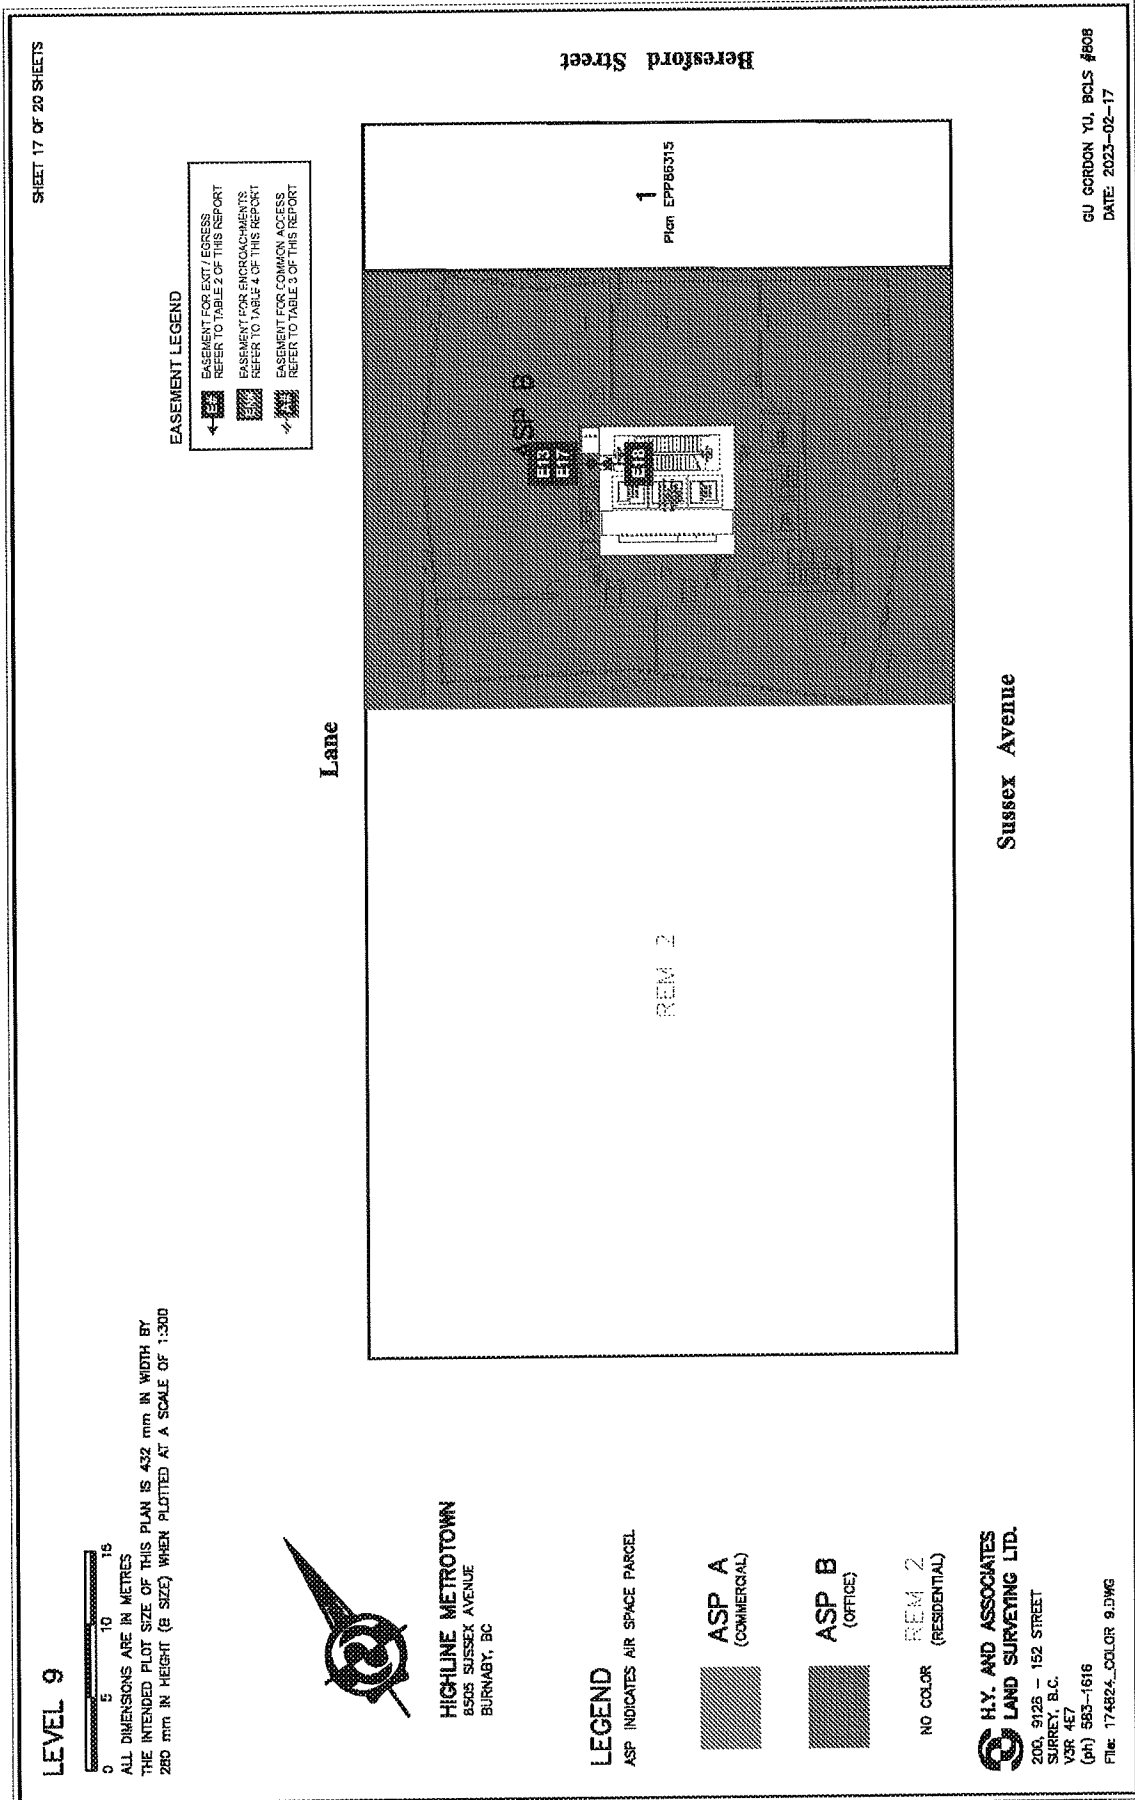 LEVEL 9
0 5 10 15
ALL DIMENSIONS ARE IN METRES
THE INTENDED PLOT SIZE OF THIS PLAN IS 432 mm IN WIDTH BY
280 mm IN HEIGHT (B SIZE) WHEN PLOTTED AT A SCALE OF 1:300
SHEET 17 OF 20 SHEETS
EASEMENT LEGEND
E#
EASEMENT FOR EXIT / EGRESS
REFER TO TABLE 2 OF THIS REPORT
EASEMENT FOR ENCROACHMENTS
REFER TO TABLE 4 OF THIS REPORT
EASEMENT FOR COMMON ACCESS
REFER TO TABLE 3 OF THIS REPORT
HIGHLINE METROTOWN
6505 SUSSEX AVENUE
BURNABY, BC
Lane
Beresford Street
ASP B
E13
E17
E18
1
Plan EPP86315
REM 2
Sussex Avenue
LEGEND
ASP INDICATES AIR SPACE PARCEL
ASP A
(COMMERCIAL)
ASP B
(OFFICE)
NO COLOR
REM 2
(RESIDENTIAL)
H.Y. AND ASSOCIATES
LAND SURVEYING LTD.
200, 9128 - 152 STREET
SURREY, B.C.
V3R 4E7
(ph) 583-1616
File: 174824_COLOR 9.DWG
GU GORDON YU, BCLS #808
DATE: 2023-02-17